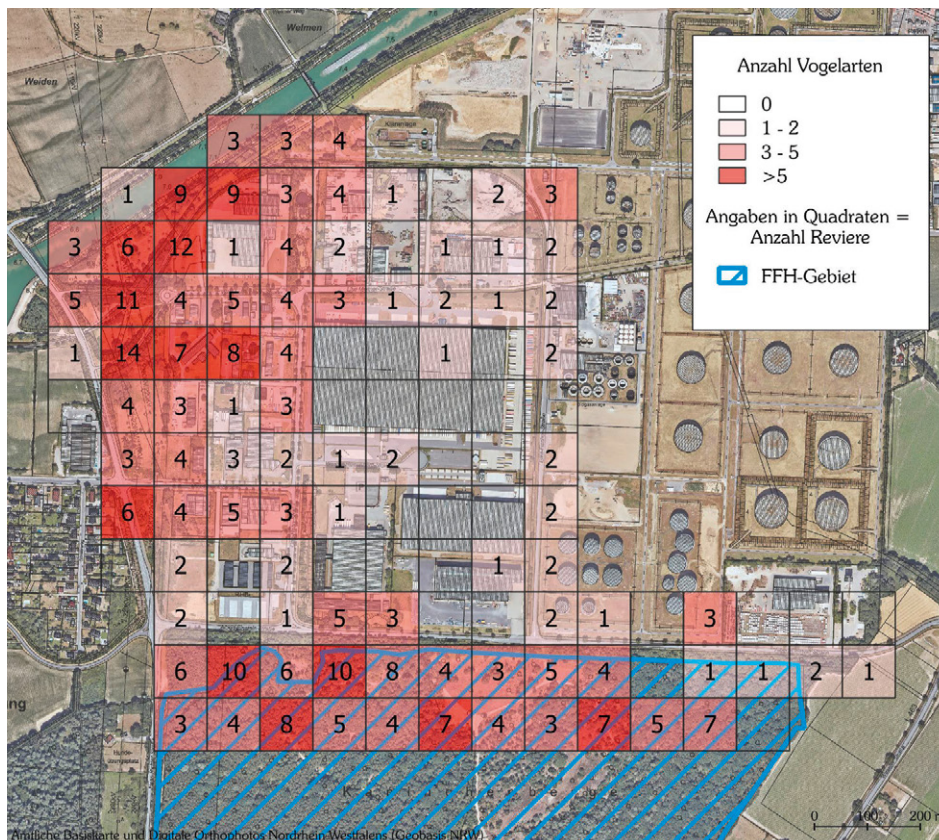 Welmen
Weiden
Anzahl Vogelarten
0
1 - 2
3 - 5
>5
Angaben in Quadraten =
Anzahl Reviere
FFH-Gebiet
3 3 4
1 9 9 3 4 1 2 3
3 6 12 1 4 2 1 1 2
5 11 4 5 4 3 1 2 1 2
1 14 7 8 4 1 2
4 3 1 3
3 4 3 2 1 2 2
6 4 5 3 1 2
2 2 1 2
2 1 5 3 2 1 3
6 10 6 10 8 4 3 5 4 1 1 2 1
3 4 8 5 4 7 4 3 7 5 7
ng
0 100 200 m
Amtliche Basiskarte und Digitale Orthophotos Nordrhein-Westfalens (Geobasis NRW)